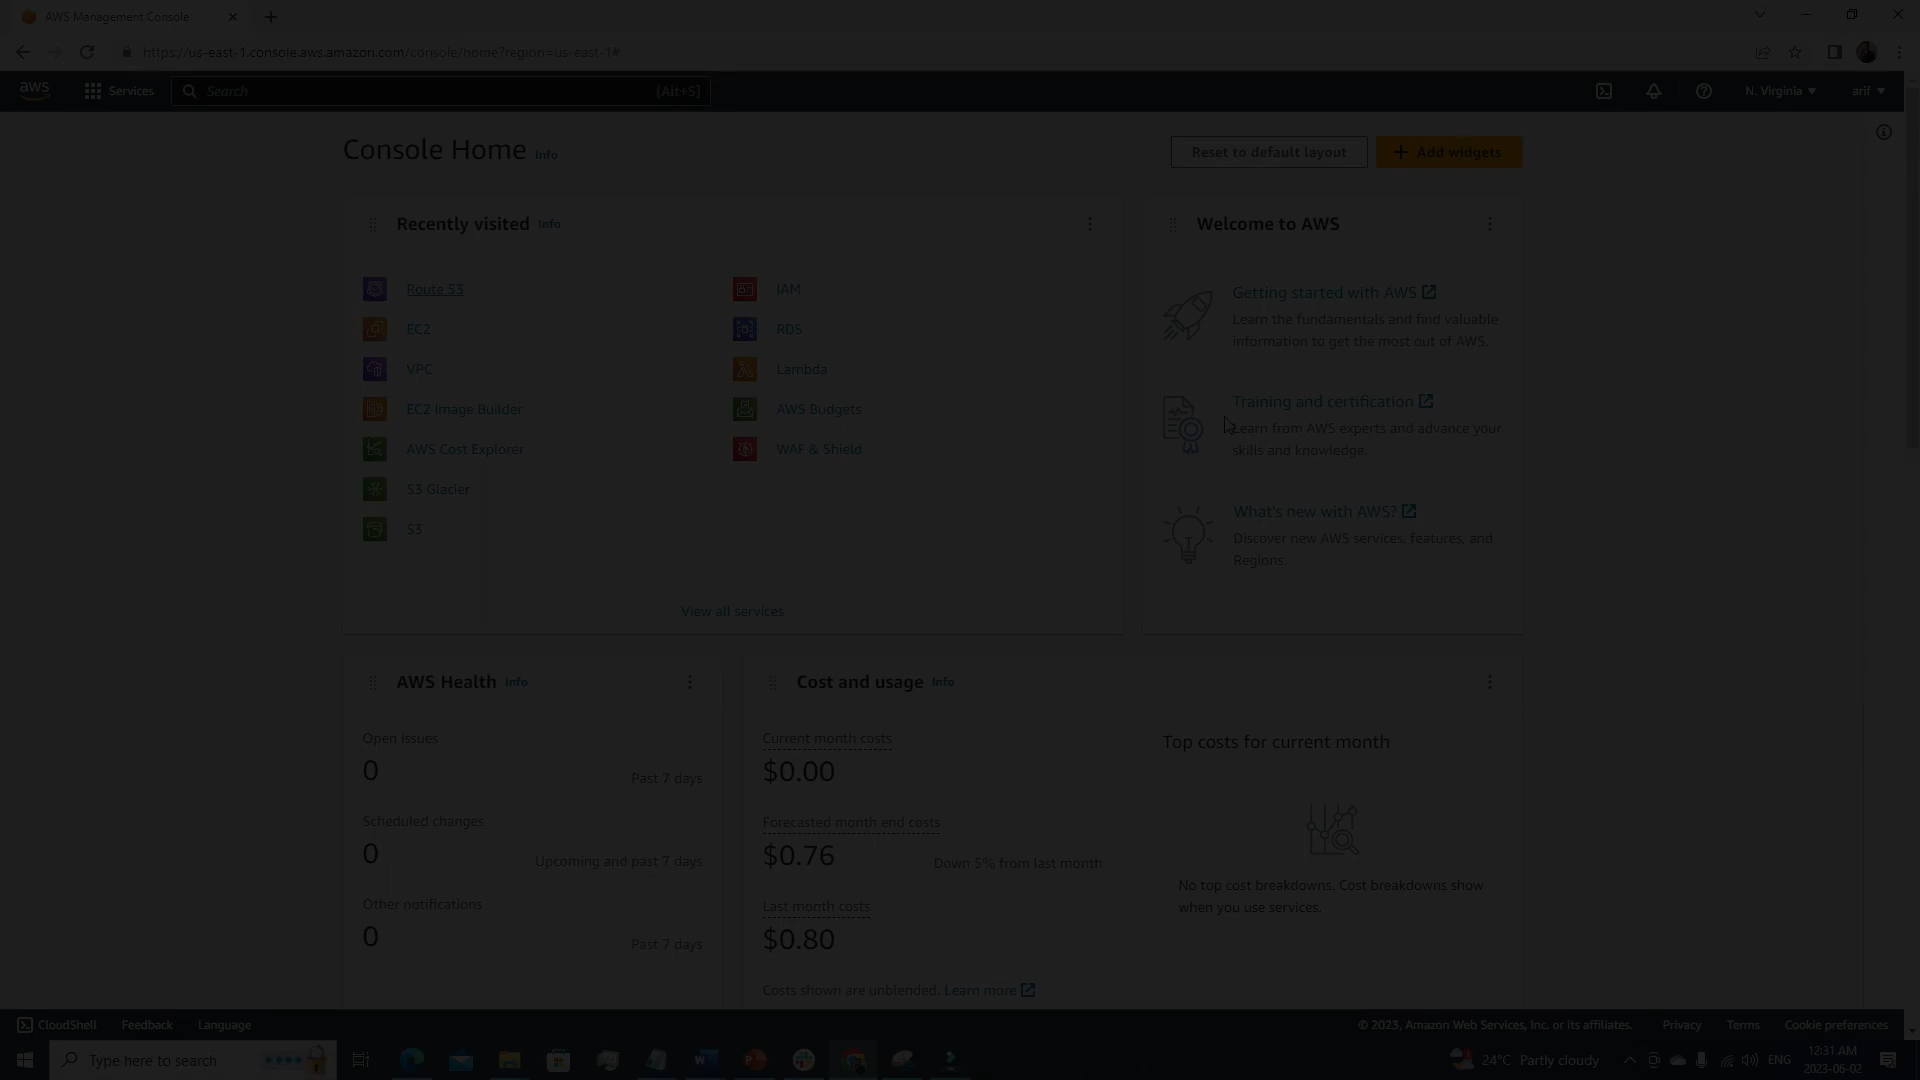 AWS Management Console
https://us-east-1.console.aws.amazon.com/console/home?region=us-east-1#
aws
Services
Search
[Alt+S]
N. Virginia
arif
Console Home Info
Reset to default layout
+ Add widgets
Recently visited Info
Route 53
EC2
VPC
EC2 Image Builder
AWS Cost Explorer
S3 Glacier
S3
IAM
RDS
Lambda
AWS Budgets
WAF & Shield
View all services
Welcome to AWS
Getting started with AWS
Learn the fundamentals and find valuable
information to get the most out of AWS.
Training and certification
Learn from AWS experts and advance your
skills and knowledge.
What's new with AWS?
Discover new AWS services, features, and
Regions.
AWS Health Info
Open issues
0
Past 7 days
Scheduled changes
0
Upcoming and past 7 days
Other notifications
0
Past 7 days
Cost and usage Info
Current month costs
$0.00
Forecasted month end costs
$0.76
Down 5% from last month
Last month costs
$0.80
Costs shown are unblended. Learn more
Top costs for current month
No top cost breakdowns. Cost breakdowns show
when you use services.
CloudShell
Feedback
Language
© 2023, Amazon Web Services, Inc. or its affiliates.
Privacy
Terms
Cookie preferences
Type here to search
24°C Partly cloudy
ENG
12:31 AM
2023-06-02